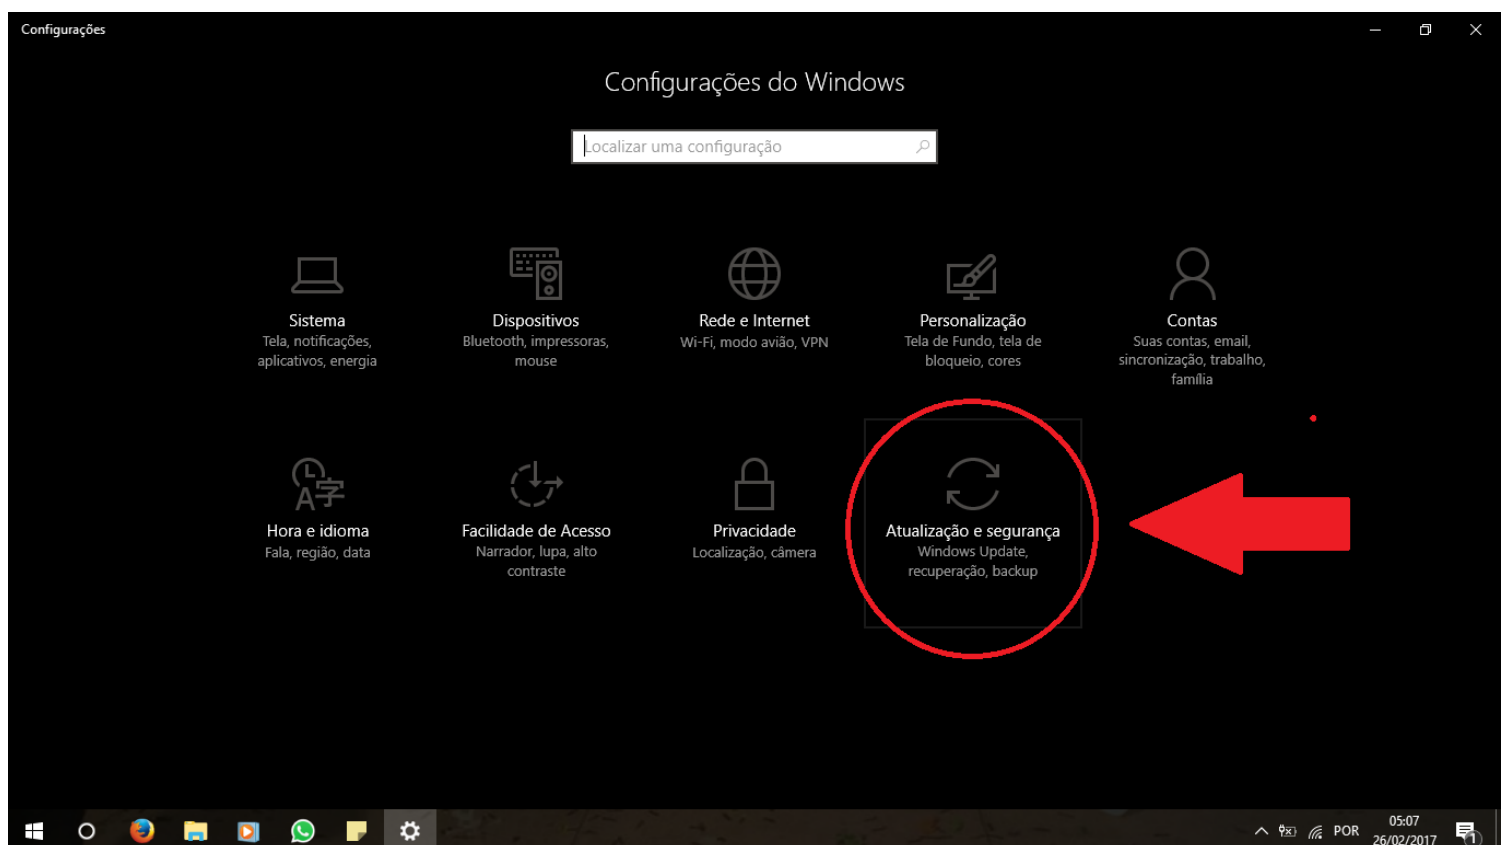 Configurações
Configurações do Windows
Localizar uma configuração
Sistema
Tela, notificações,
aplicativos, energia
Dispositivos
Bluetooth, impressoras,
mouse
Rede e Internet
Wi-Fi, modo avião, VPN
Personalização
Tela de Fundo, tela de
bloqueio, cores
Contas
Suas contas, email,
sincronização, trabalho,
família
Hora e idioma
Fala, região, data
Facilidade de Acesso
Narrador, lupa, alto
contraste
Privacidade
Localização, câmera
Atualização e segurança
Windows Update,
recuperação, backup
POR
05:07
26/02/2017
1